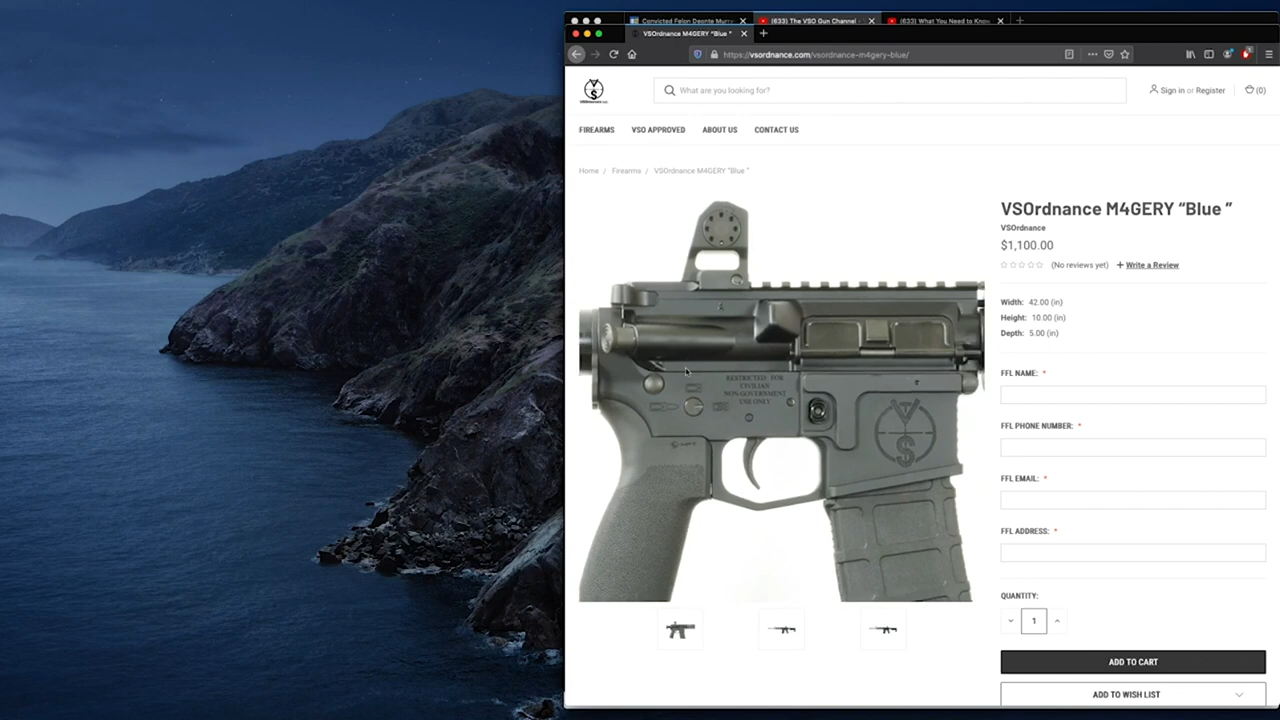 Convicted Felon Deonte Murra
(633) The VSO Gun Channel -
(633) What You Need to Know
VSOrdnance M4GERY "Blue "
https://vsordnance.com/vsordnance-m4gery-blue/
What are you looking for?
Sign in or Register
(0)
FIREARMS
VSO APPROVED
ABOUT US
CONTACT US
Home / Firearms / VSOrdnance M4GERY "Blue "
VSOrdnance M4GERY “Blue ”
VSOrdnance
$1,100.00
(No reviews yet) + Write a Review
Width: 42.00 (in)
Height: 10.00 (in)
Depth: 5.00 (in)
FFL NAME: *
RESTRICTED FOR
CIVILIAN
NON-GOVERNMENT
USE ONLY
VS
FFL PHONE NUMBER: *
FFL EMAIL: *
FFL ADDRESS: *
QUANTITY:
1
ADD TO CART
ADD TO WISH LIST